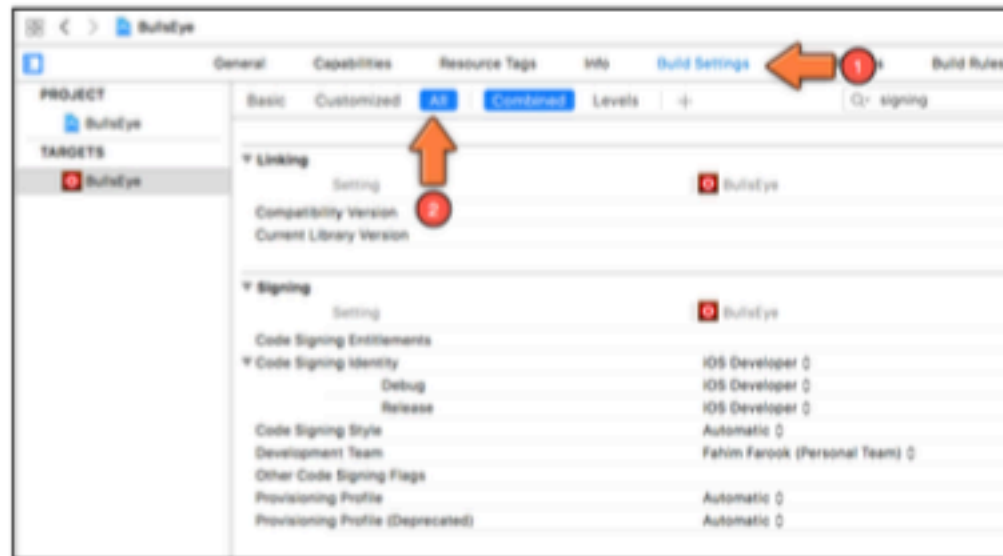 BullsEye
General Capabilities Resource Tags Info Build Settings 1 s Build Rules
PROJECT Basic Customized All Combined Levels + signing
BullsEye
TARGETS
BullsEye
Linking
Setting BullsEye
2
Compatibility Version
Current Library Version
Signing
Setting BullsEye
Code Signing Entitlements
Code Signing Identity iOS Developer
Debug iOS Developer
Release iOS Developer
Code Signing Style Automatic
Development Team Fahim Farook (Personal Team)
Other Code Signing Flags
Provisioning Profile Automatic
Provisioning Profile (Deprecated) Automatic